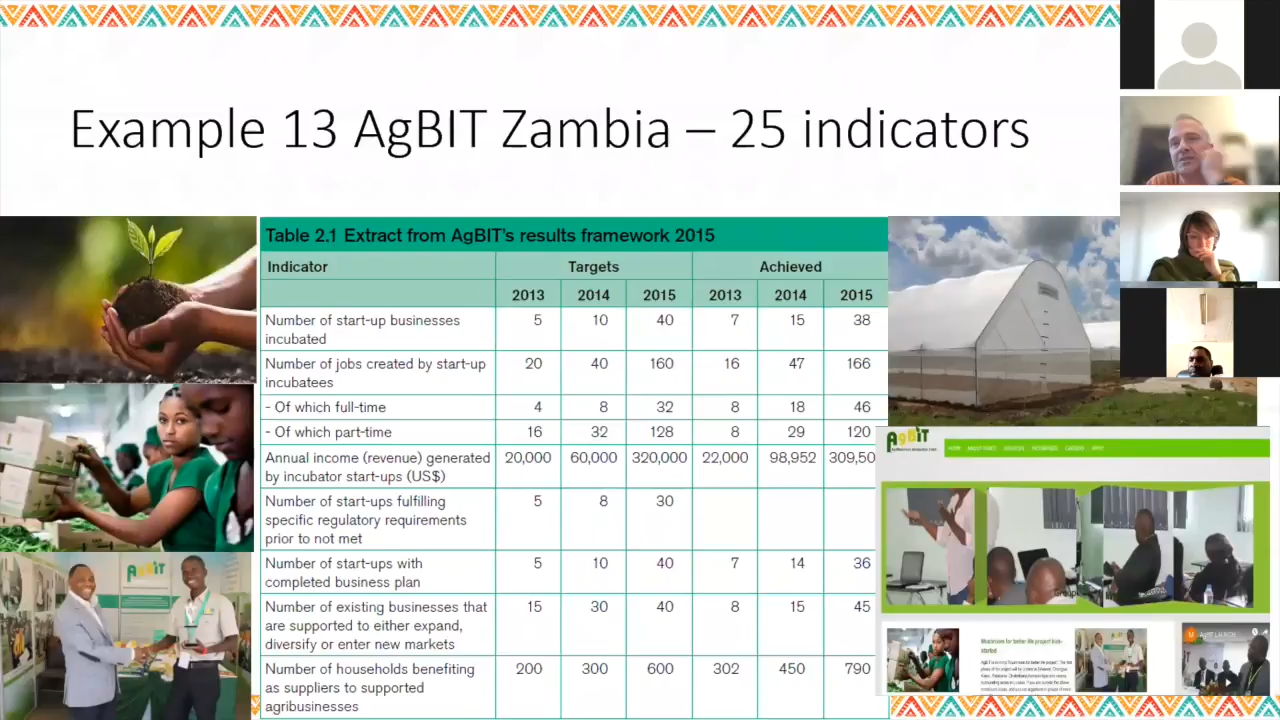 Example 13 AgBIT Zambia – 25 indicators
Table 2.1 Extract from AgBIT's results framework 2015
Indicator Targets Achieved
2013 2014 2015 2013 2014 2015
Number of start-up businesses
incubated 5 10 40 7 15 38
Number of jobs created by start-up
incubatees 20 40 160 16 47 166
- Of which full-time 4 8 32 8 18 46
- Of which part-time 16 32 128 8 29 120
Annual income (revenue) generated
by incubator start-ups (US$) 20,000 60,000 320,000 22,000 98,952 309,50
Number of start-ups fulfilling
specific regulatory requirements
prior to not met 5 8 30
Number of start-ups with
completed business plan 5 10 40 7 14 36
Number of existing businesses that
are supported to either expand,
diversify or enter new markets 15 30 40 8 15 45
Number of households benefiting
as suppliers to supported
agribusinesses 200 300 600 302 450 790
AgBIT
AgBIT
HOME
M AgBIT LAUNCH